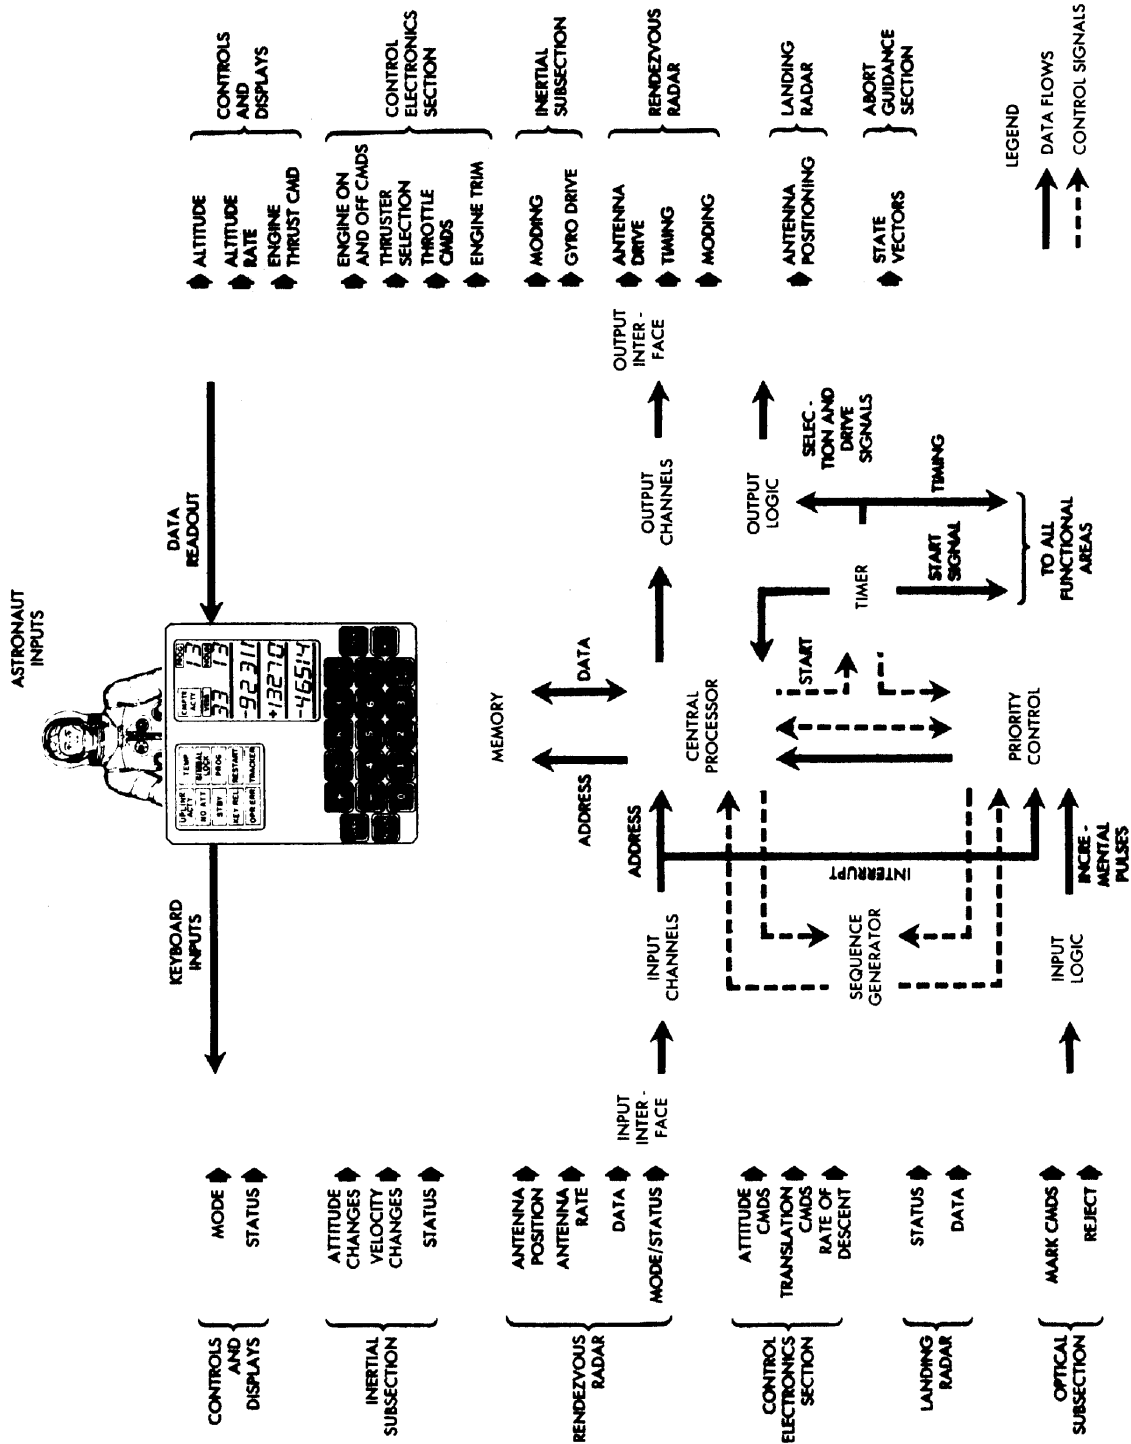 ASTRONAUT
INPUTS
KEYBOARD
INPUTS
DATA
READOUT
UPLINK
ACTY
TEMP
NO ATT
GIMBAL
LOCK
STBY
PROG
KEY REL
RESTART
OPR ERR
TRACKER
COMP
ACTY
PROG
13
VERB
NOUN
33
13
-92311
+13270
-46514
CONTROLS
AND
DISPLAYS
MODE
STATUS
INERTIAL
SUBSECTION
ATTITUDE
CHANGES
VELOCITY
CHANGES
STATUS
RENDEZVOUS
RADAR
ANTENNA
POSITION
ANTENNA
RATE
DATA
MODE/STATUS
CONTROL
ELECTRONICS
SECTION
ATTITUDE
CMDS
TRANSLATION
CMDS
RATE OF
DESCENT
LANDING
RADAR
STATUS
DATA
OPTICAL
SUBSECTION
MARK CMDS
REJECT
INPUT
INTER -
FACE
INPUT
CHANNELS
ADDRESS
INTERRUPT
SEQUENCE
GENERATOR
INPUT
LOGIC
INCRE -
MENTAL
PULSES
MEMORY
ADDRESS
DATA
CENTRAL
PROCESSOR
START
PRIORITY
CONTROL
TIMER
START
SIGNAL
TIMING
TO ALL
FUNCTIONAL
AREAS
OUTPUT
CHANNELS
OUTPUT
LOGIC
SELEC -
TION AND
DRIVE
SIGNALS
OUTPUT
INTER -
FACE
ALTITUDE
ALTITUDE
RATE
ENGINE
THRUST CMD
CONTROLS
AND
DISPLAYS
ENGINE ON
AND OFF CMDS
THRUSTER
SELECTION
THROTTLE
CMDS
ENGINE TRIM
CONTROL
ELECTRONICS
SECTION
MODING
GYRO DRIVE
INERTIAL
SUBSECTION
ANTENNA
DRIVE
TIMING
MODING
RENDEZVOUS
RADAR
ANTENNA
POSITIONING
LANDING
RADAR
STATE
VECTORS
ABORT
GUIDANCE
SECTION
LEGEND
DATA FLOWS
CONTROL SIGNALS